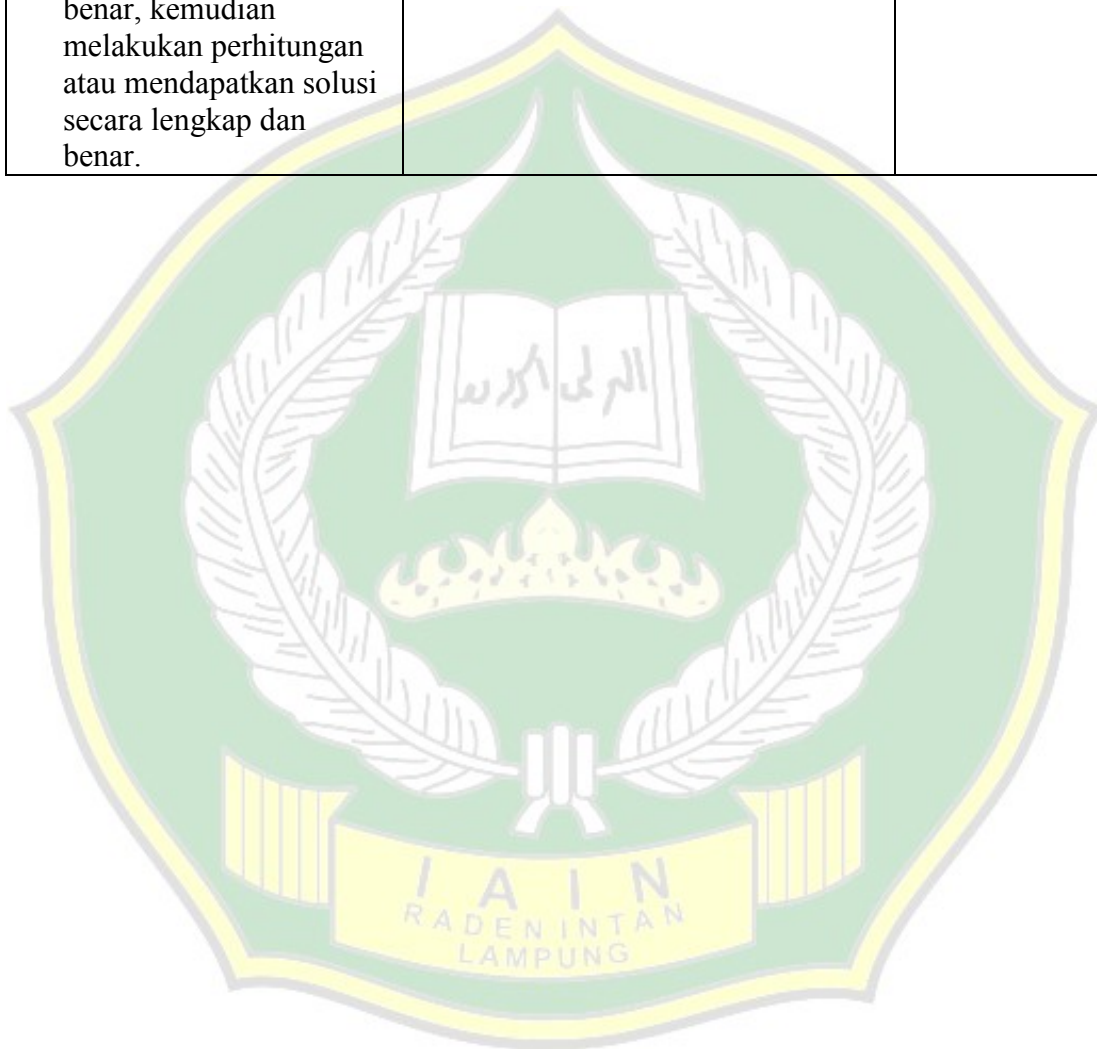 benar, kemudian
melakukan perhitungan
atau mendapatkan solusi
secara lengkap dan
benar.
I A I N
RADEN INTAN
LAMPUNG